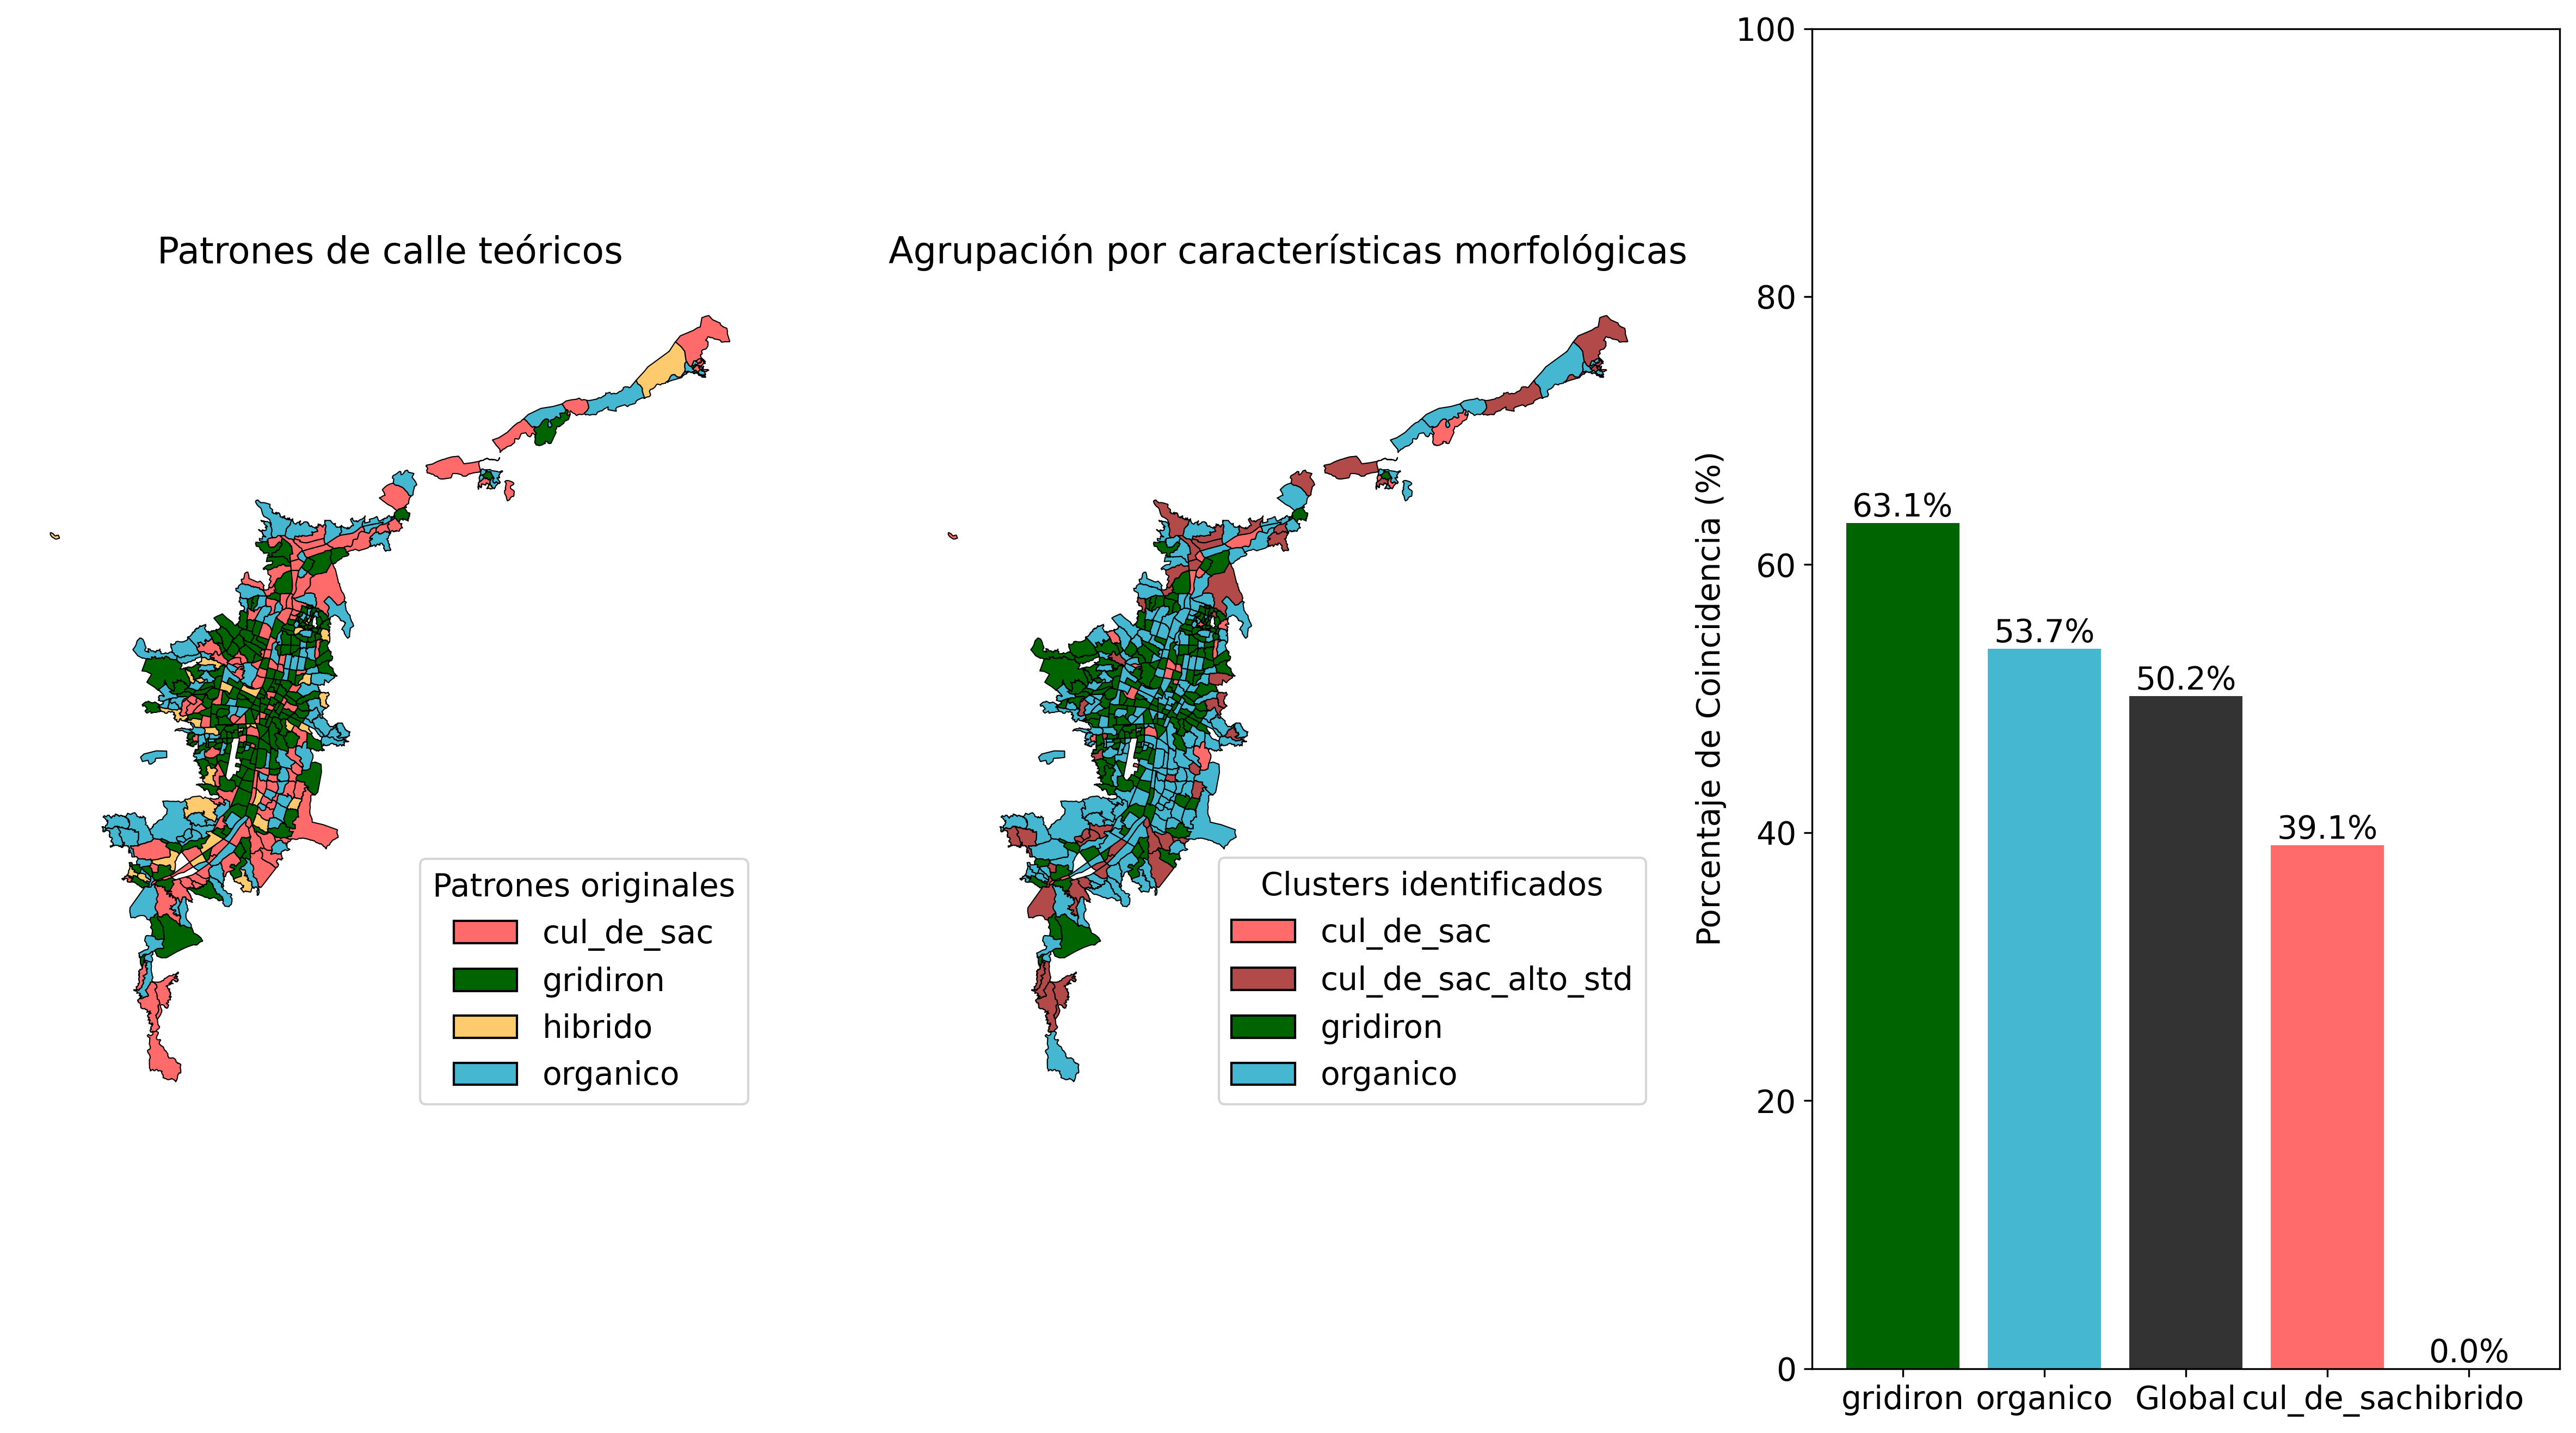 Patrones de calle teóricos
Patrones originales
cul_de_sac
gridiron
hibrido
organico
Agrupación por características morfológicas
Clusters identificados
cul_de_sac
cul_de_sac_alto_std
gridiron
organico
Porcentaje de Coincidencia (%)
100
80
60
40
20
0
63.1%
53.7%
50.2%
39.1%
0.0%
gridiron
organico
Global
cul_de_sac
hibrido